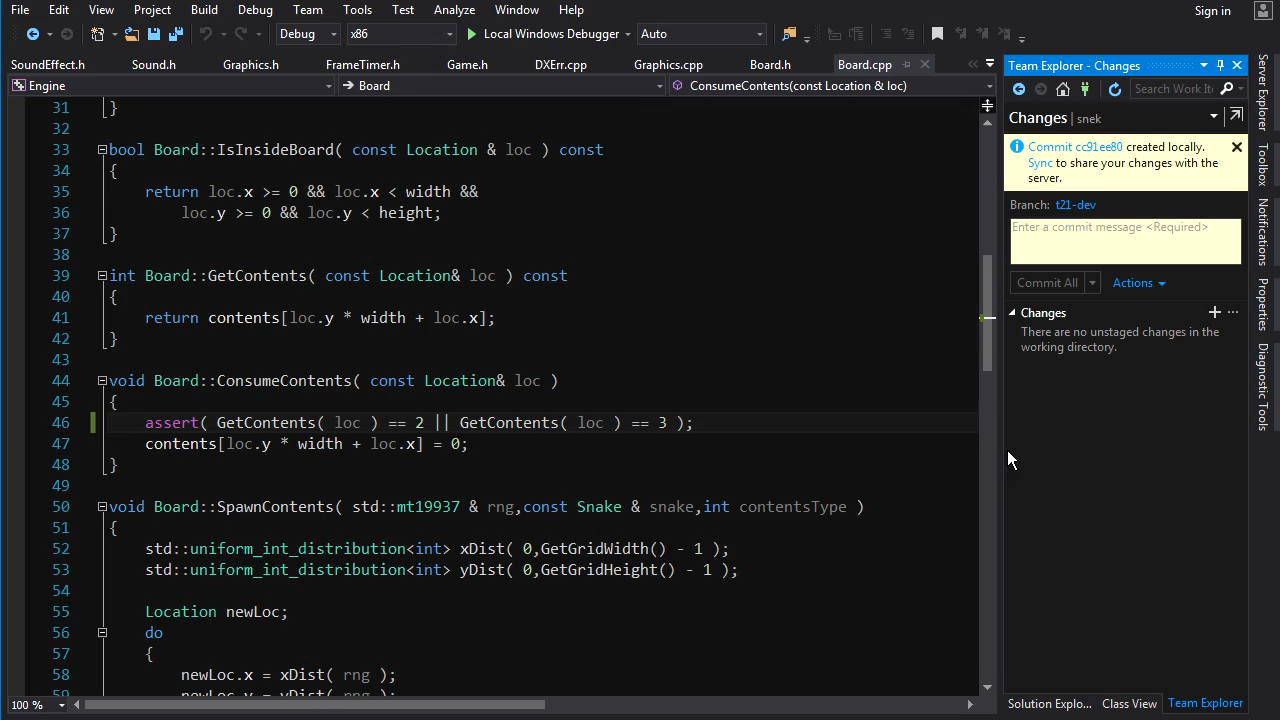 File Edit View Project Build Debug Team Tools Test Analyze Window Help Sign in
Debug x86 Local Windows Debugger Auto
SoundEffect.h Sound.h Graphics.h FrameTimer.h Game.h DXErr.cpp Graphics.cpp Board.h Board.cpp
Engine Board ConsumeContents(const Location & loc)
31 }
32
33 bool Board::IsInsideBoard( const Location & loc ) const
34 {
35 return loc.x >= 0 && loc.x < width &&
36 loc.y >= 0 && loc.y < height;
37 }
38
39 int Board::GetContents( const Location& loc ) const
40 {
41 return contents[loc.y * width + loc.x];
42 }
43
44 void Board::ConsumeContents( const Location& loc )
45 {
46 assert( GetContents( loc ) == 2 || GetContents( loc ) == 3 );
47 contents[loc.y * width + loc.x] = 0;
48 }
49
50 void Board::SpawnContents( std::mt19937 & rng,const Snake & snake,int contentsType )
51 {
52 std::uniform_int_distribution<int> xDist( 0,GetGridWidth() - 1 );
53 std::uniform_int_distribution<int> yDist( 0,GetGridHeight() - 1 );
54
55 Location newLoc;
56 do
57 {
58 newLoc.x = xDist( rng );
59 newLoc.y = yDist( rng );
100 %
Team Explorer - Changes
Search Work It
Changes | snek
Commit cc91ee80 created locally.
Sync to share your changes with the
server.
Branch: t21-dev
Enter a commit message <Required>
Commit All Actions
Changes
There are no unstaged changes in the
working directory.
Solution Explo... Class View Team Explorer
Server Explorer
Toolbox
Notifications
Properties
Diagnostic Tools